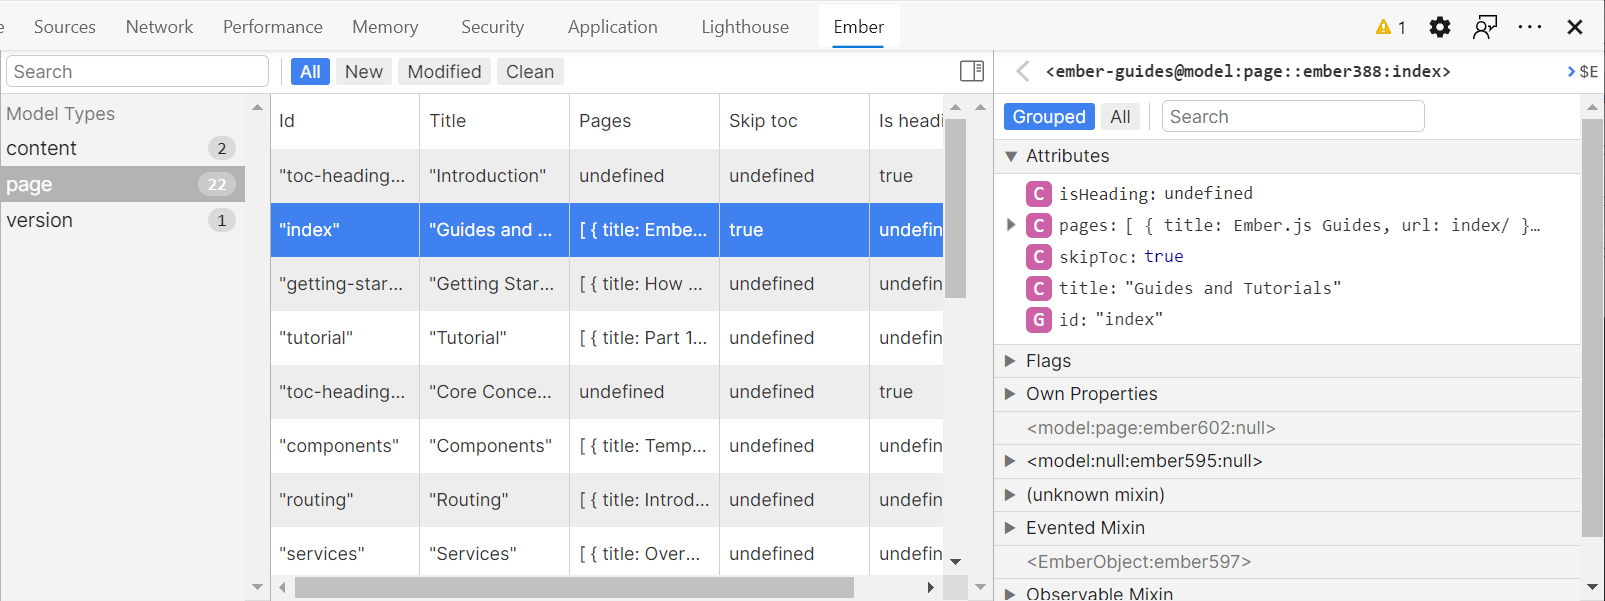 Sources Network Performance Memory Security Application Lighthouse Ember 1
Search All New Modified Clean <ember-guides@model:page::ember388:index> $E
Model Types
content 2
page 22
version 1
Id Title Pages Skip toc Is headi
"toc-heading... "Introduction" undefined undefined true
"index" "Guides and ... [ { title: Embe... true undefin
"getting-star... "Getting Star... [ { title: How ... undefined undefin
"tutorial" "Tutorial" [ { title: Part 1... undefined undefin
"toc-heading... "Core Conce... undefined undefined true
"components" "Components" [ { title: Temp... undefined undefin
"routing" "Routing" [ { title: Introd... undefined undefin
"services" "Services" [ { title: Over... undefined undefin
Grouped All Search
Attributes
C isHeading: undefined
C pages: [ { title: Ember.js Guides, url: index/ }...
C skipToc: true
C title: "Guides and Tutorials"
G id: "index"
Flags
Own Properties
<model:page:ember602:null>
<model:null:ember595:null>
(unknown mixin)
Evented Mixin
<EmberObject:ember597>
Observable Mixin